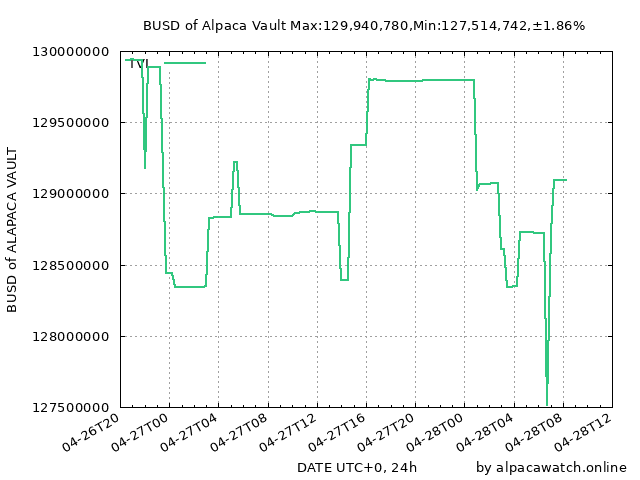 BUSD of Alpaca Vault Max:129,940,780,Min:127,514,742,±1.86%
130000000
129500000
129000000
128500000
128000000
127500000
BUSD of ALAPACA VAULT
TVL
04-26T20
04-27T00
04-27T04
04-27T08
04-27T12
04-27T16
04-27T20
04-28T00
04-28T04
04-28T08
04-28T12
DATE UTC+0, 24h
by alpacawatch.online